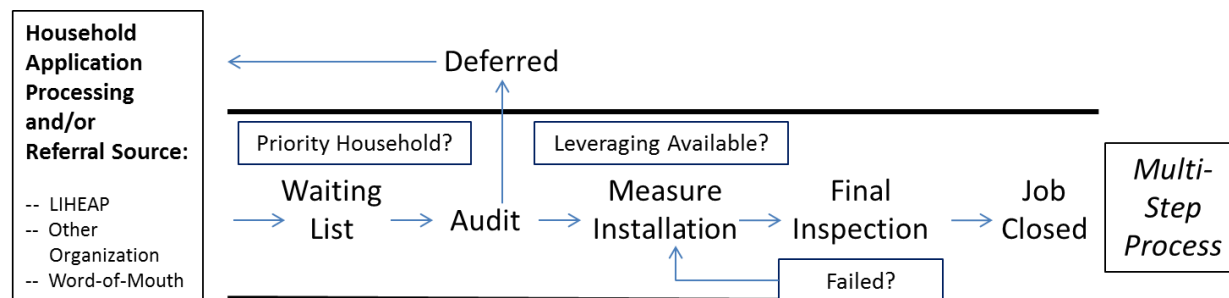 Household
Application
Processing
and/or
Referral Source:
-- LIHEAP
-- Other
Organization
-- Word-of-Mouth
Deferred
Priority Household?
Leveraging Available?
Waiting
List
Audit
Measure
Installation
Final
Inspection
Job
Closed
Failed?
Multi-
Step
Process